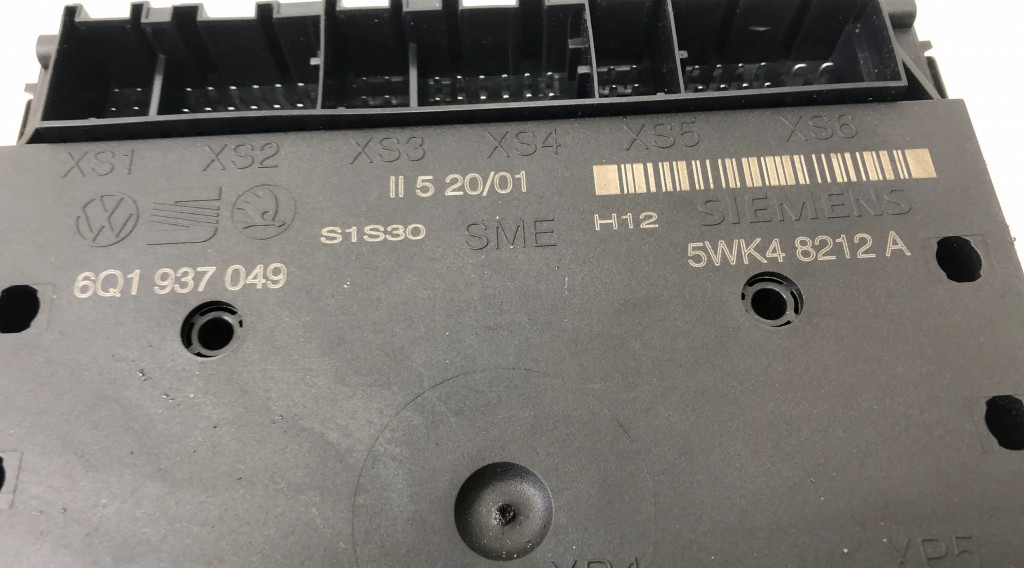 XS1 XS2 XS3 XS4 XS5 XS6
II 5 20/01
S1S30 SME H12 SIEMENS
6Q1 937 049 5WK4 8212 A
XP5